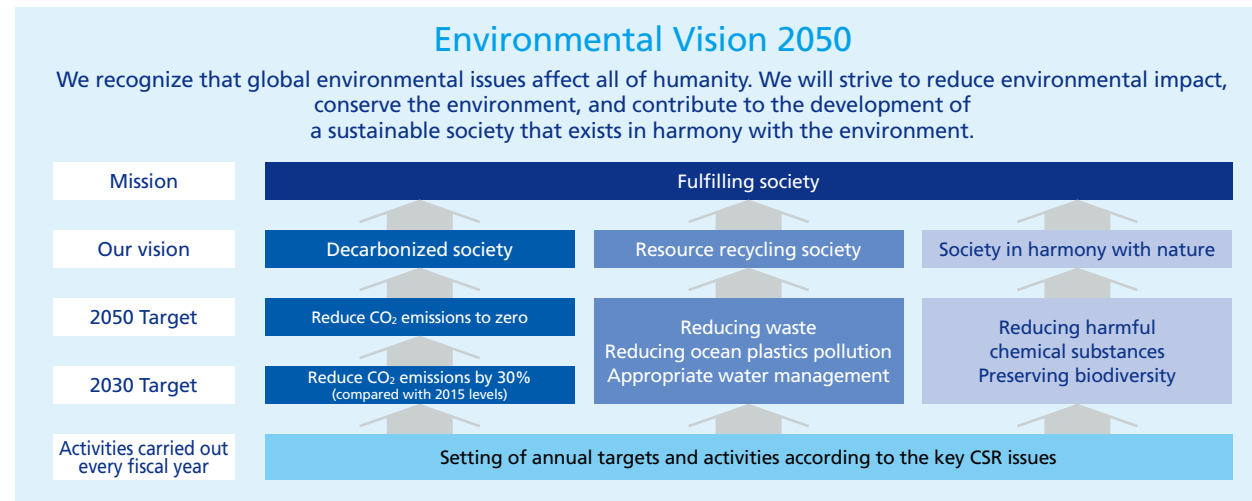 Environmental Vision 2050
We recognize that global environmental issues affect all of humanity. We will strive to reduce environmental impact,
conserve the environment, and contribute to the development of
a sustainable society that exists in harmony with the environment.
Mission
Fulfilling society
Our vision
Decarbonized society
Resource recycling society
Society in harmony with nature
2050 Target
Reduce CO₂ emissions to zero
2030 Target
Reduce CO₂ emissions by 30%
(compared with 2015 levels)
Reducing waste
Reducing ocean plastics pollution
Appropriate water management
Reducing harmful
chemical substances
Preserving biodiversity
Activities carried out
every fiscal year
Setting of annual targets and activities according to the key CSR issues